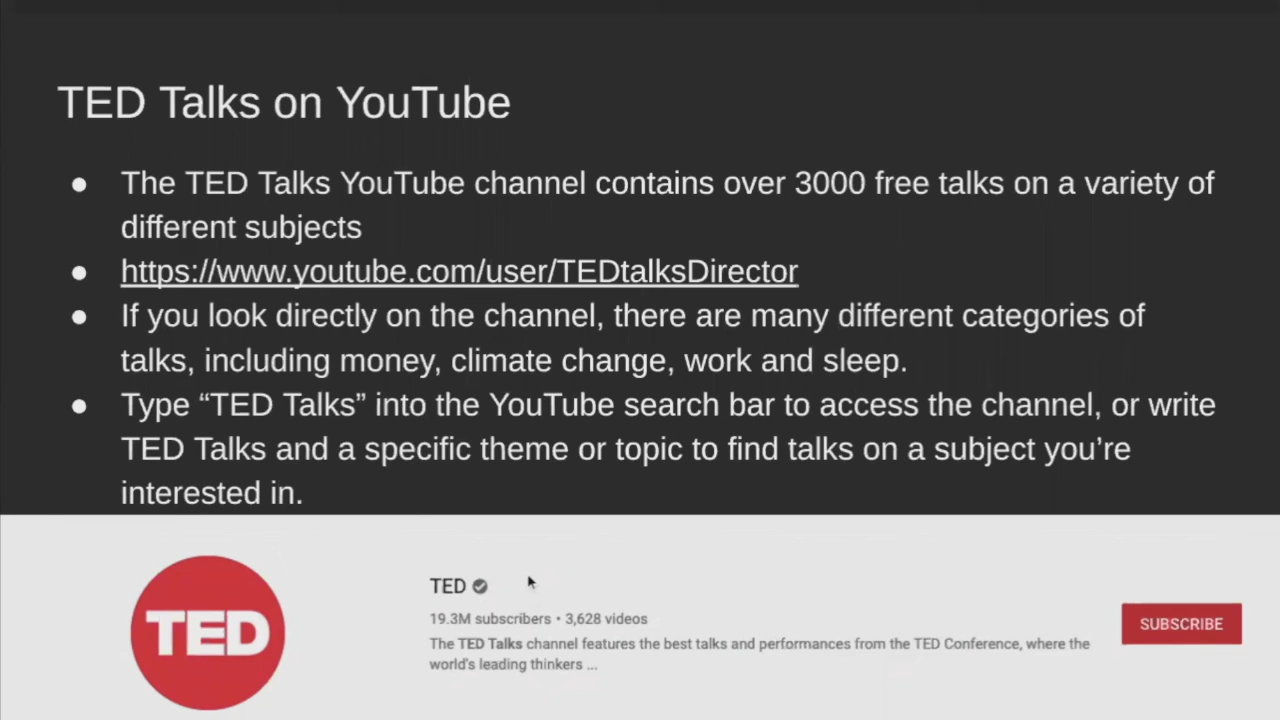 TED Talks on YouTube
● The TED Talks YouTube channel contains over 3000 free talks on a variety of
different subjects
● https://www.youtube.com/user/TEDtalksDirector
● If you look directly on the channel, there are many different categories of
talks, including money, climate change, work and sleep.
● Type “TED Talks” into the YouTube search bar to access the channel, or write
TED Talks and a specific theme or topic to find talks on a subject you’re
interested in.
TED
TED
19.3M subscribers • 3,628 videos
The TED Talks channel features the best talks and performances from the TED Conference, where the
world's leading thinkers ...
SUBSCRIBE